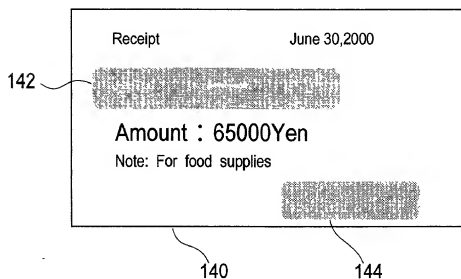 Receipt June 30,2000
142
Amount : 65000Yen
Note: For food supplies
140 144